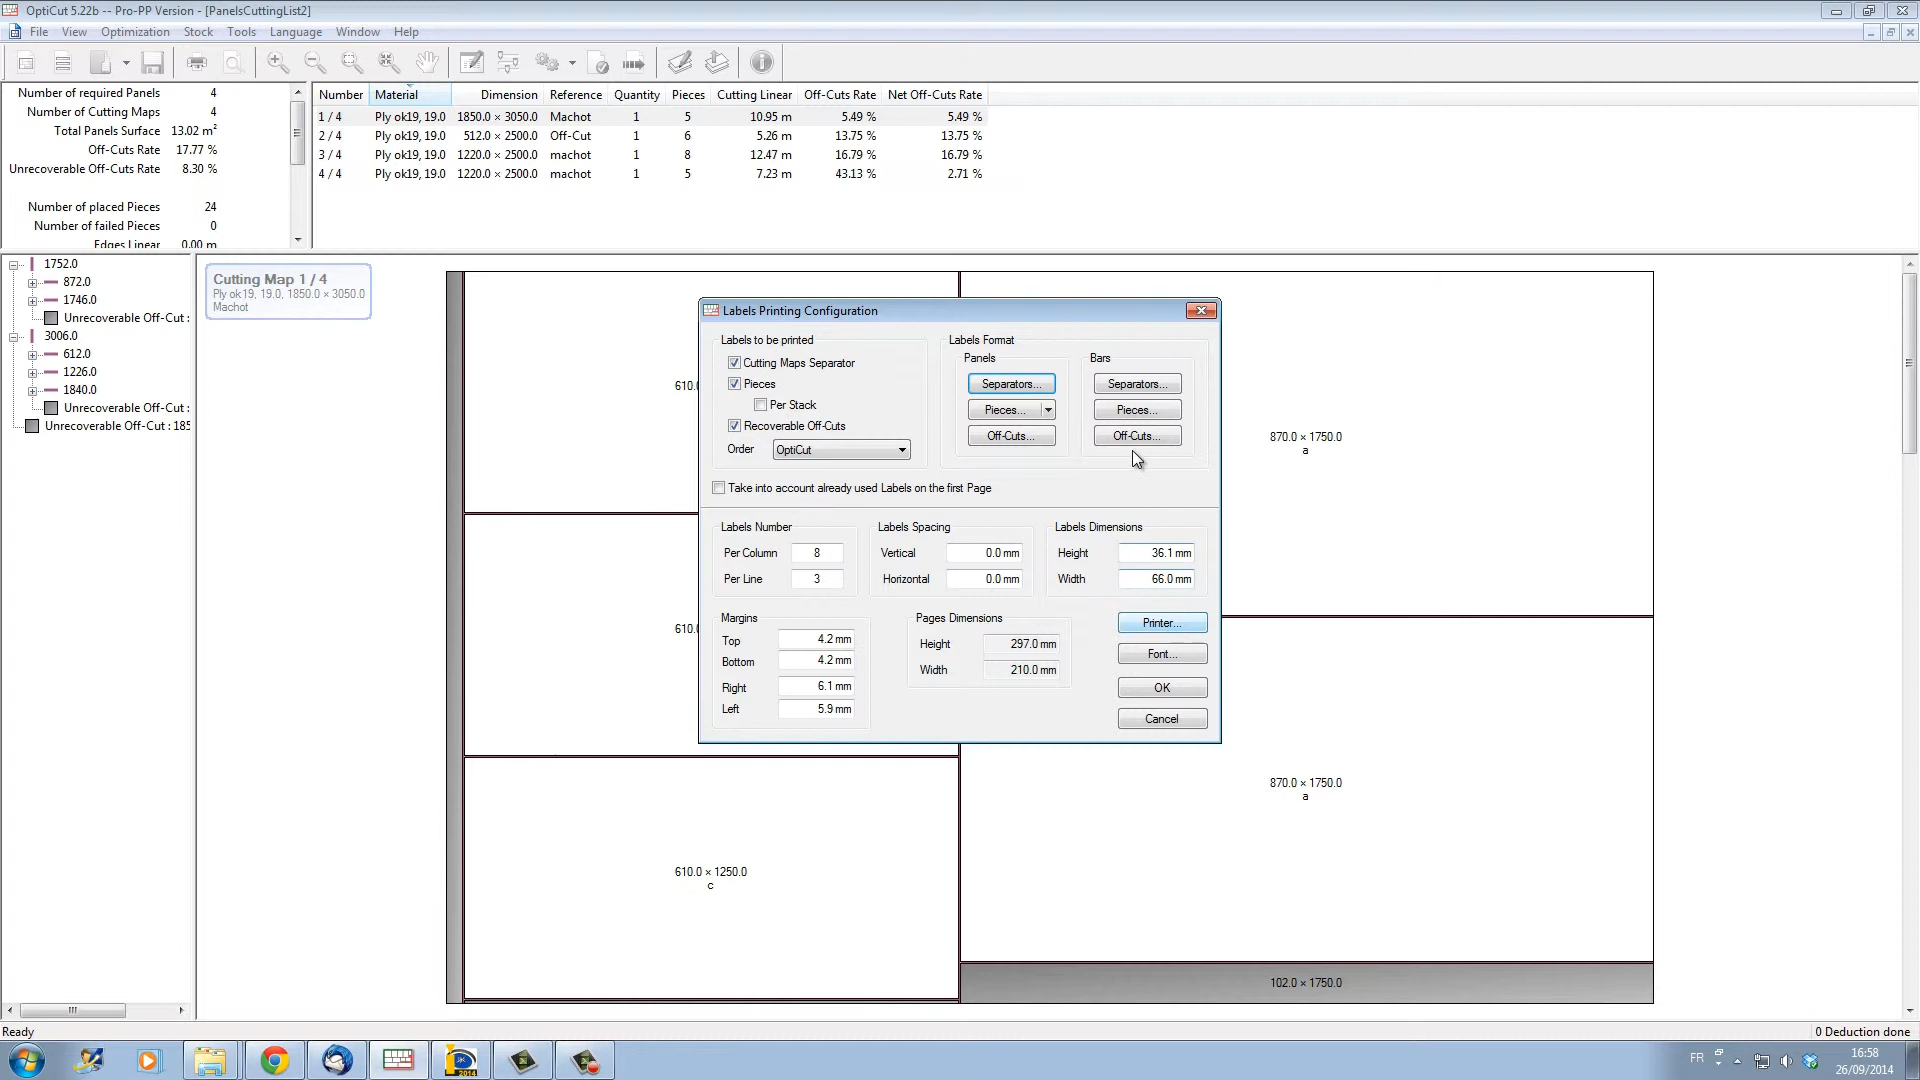 OptiCut 5.22b -- Pro-PP Version - [PanelsCuttingList2]
File View Optimization Stock Tools Language Window Help
Number of required Panels 4
Number of Cutting Maps 4
Total Panels Surface 13.02 m²
Off-Cuts Rate 17.77 %
Unrecoverable Off-Cuts Rate 8.30 %
Number of placed Pieces 24
Number of failed Pieces 0
Edges Linear 0.00 m
Number Material Dimension Reference Quantity Pieces Cutting Linear Off-Cuts Rate Net Off-Cuts Rate
1 / 4 Ply ok19, 19.0 1850.0 × 3050.0 Machot 1 5 10.95 m 5.49 % 5.49 %
2 / 4 Ply ok19, 19.0 512.0 × 2500.0 Off-Cut 1 6 5.26 m 13.75 % 13.75 %
3 / 4 Ply ok19, 19.0 1220.0 × 2500.0 machot 1 8 12.47 m 16.79 % 16.79 %
4 / 4 Ply ok19, 19.0 1220.0 × 2500.0 machot 1 5 7.23 m 43.13 % 2.71 %
1752.0
872.0
1746.0
Unrecoverable Off-Cut :
3006.0
612.0
1226.0
1840.0
Unrecoverable Off-Cut :
Unrecoverable Off-Cut : 185
Cutting Map 1 / 4
Ply ok19, 19.0, 1850.0 × 3050.0
Machot
610.
610.
610.0 × 1250.0
c
870.0 × 1750.0
a
870.0 × 1750.0
a
102.0 × 1750.0
Labels Printing Configuration
Labels to be printed
Cutting Maps Separator
Pieces
Per Stack
Recoverable Off-Cuts
Order OptiCut
Labels Format
Panels Bars
Separators... Separators...
Pieces... Pieces...
Off-Cuts... Off-Cuts...
Take into account already used Labels on the first Page
Labels Number
Per Column 8
Per Line 3
Labels Spacing
Vertical 0.0 mm
Horizontal 0.0 mm
Labels Dimensions
Height 36.1 mm
Width 66.0 mm
Margins
Top 4.2 mm
Bottom 4.2 mm
Right 6.1 mm
Left 5.9 mm
Pages Dimensions
Height 297.0 mm
Width 210.0 mm
Printer...
Font...
OK
Cancel
Ready
0 Deduction done
2014
FR
16:58
26/09/2014